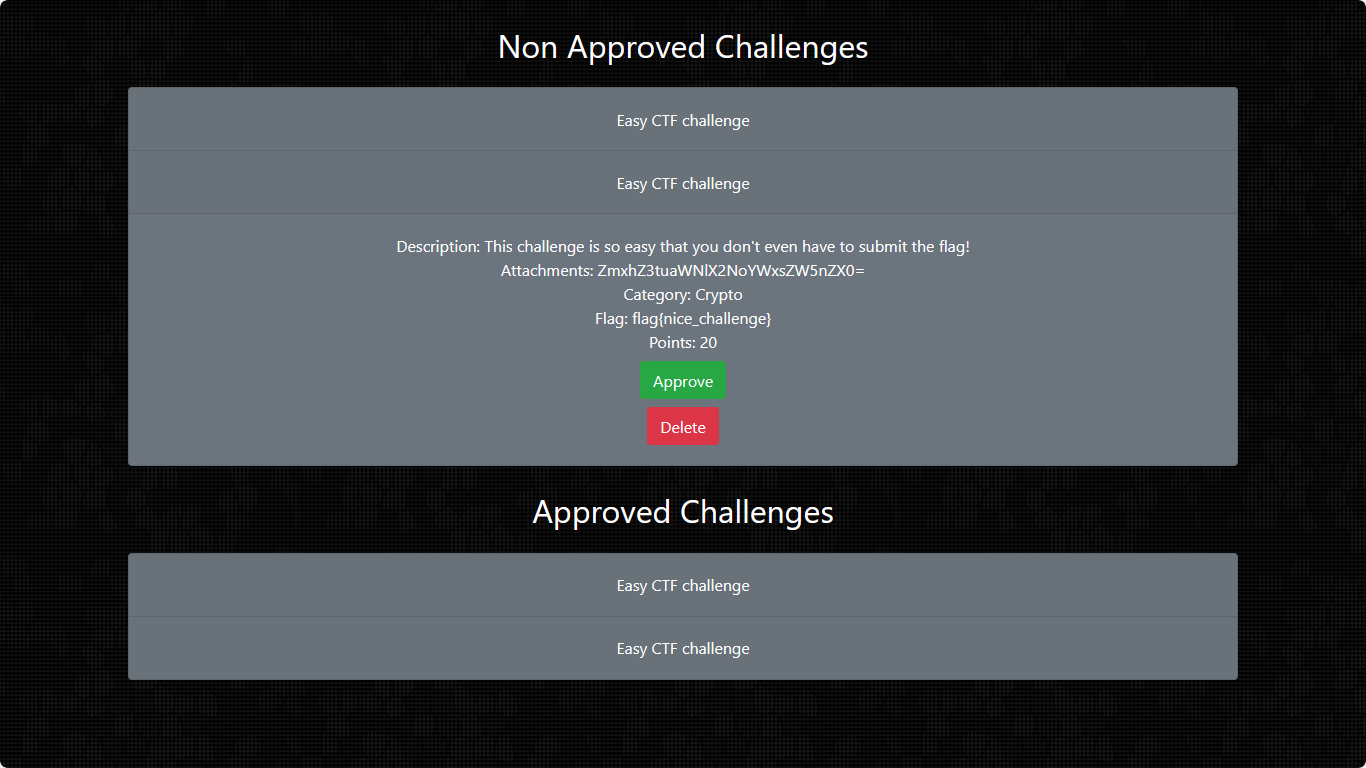 Non Approved Challenges
Easy CTF challenge
Easy CTF challenge
Description: This challenge is so easy that you don't even have to submit the flag!
Attachments: ZmxhZ3tuaWNlX2NoYWxsZW5nZX0=
Category: Crypto
Flag: flag{nice_challenge}
Points: 20
Approve
Delete
Approved Challenges
Easy CTF challenge
Easy CTF challenge